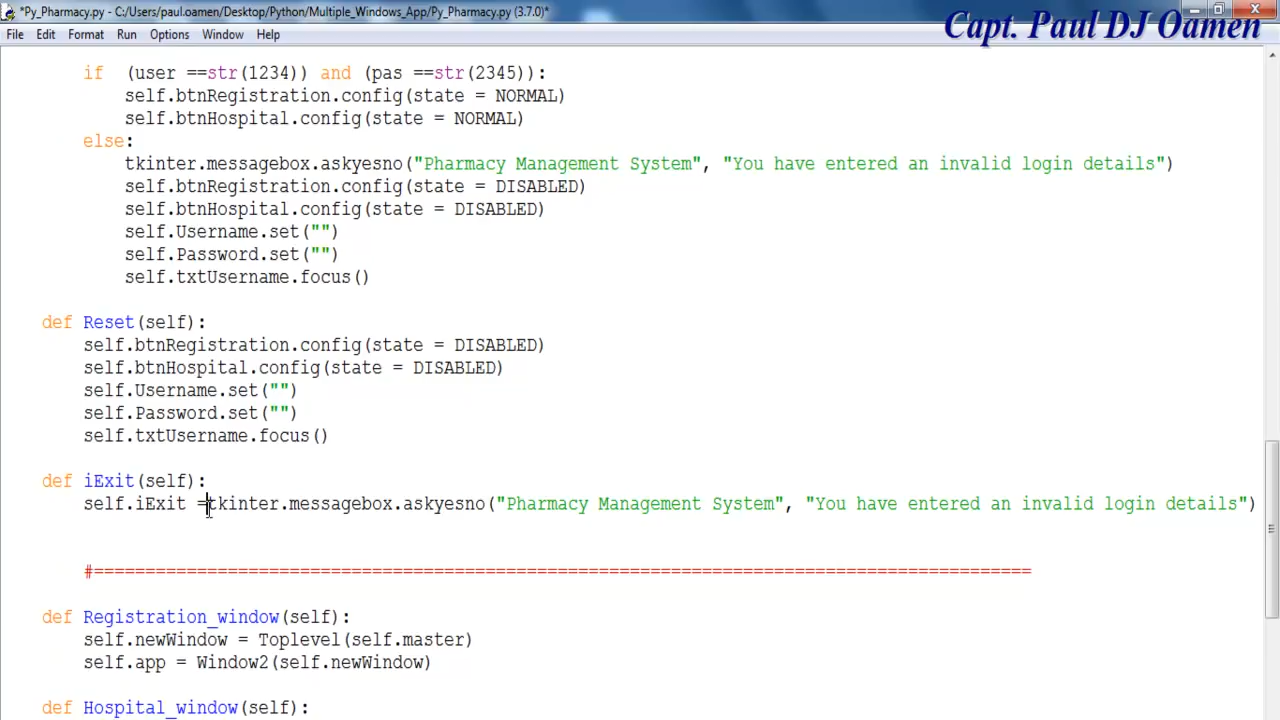 *Py_Pharmacy.py - C:/Users/paul.oamen/Desktop/Python/Multiple_Windows_App/Py_Pharmacy.py (3.7.0)*
Capt. Paul DJ Oamen
File Edit Format Run Options Window Help
if (user ==str(1234)) and (pas ==str(2345)):
self.btnRegistration.config(state = NORMAL)
self.btnHospital.config(state = NORMAL)
else:
tkinter.messagebox.askyesno("Pharmacy Management System", "You have entered an invalid login details")
self.btnRegistration.config(state = DISABLED)
self.btnHospital.config(state = DISABLED)
self.Username.set("")
self.Password.set("")
self.txtUsername.focus()
def Reset(self):
self.btnRegistration.config(state = DISABLED)
self.btnHospital.config(state = DISABLED)
self.Username.set("")
self.Password.set("")
self.txtUsername.focus()
def iExit(self):
self.iExit =tkinter.messagebox.askyesno("Pharmacy Management System", "You have entered an invalid login details")
#===========================================================================================
def Registration_window(self):
self.newWindow = Toplevel(self.master)
self.app = Window2(self.newWindow)
def Hospital_window(self):